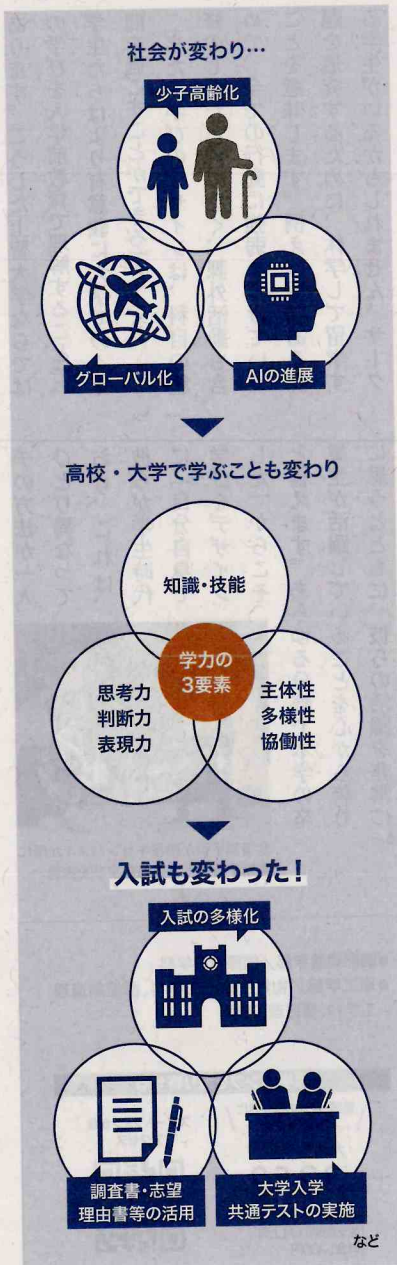 社会が変わり…
少子高齢化
グローバル化
AIの進展
高校・大学で学ぶことも変わり
知識・技能
学力の
3要素
思考力
判断力
表現力
主体性
多様性
協働性
入試も変わった!
入試の多様化
調査書・志望
理由書等の活用
大学入学
共通テストの実施
など